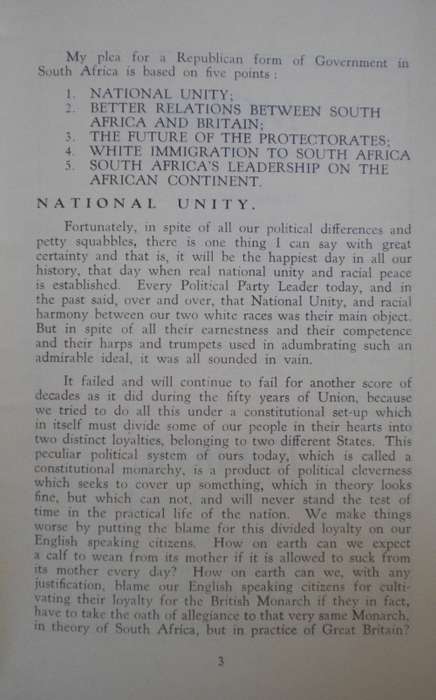 My plea for a Republican form of Government in
South Africa is based on five points :
1. NATIONAL UNITY;
2. BETTER RELATIONS BETWEEN SOUTH
AFRICA AND BRITAIN;
3. THE FUTURE OF THE PROTECTORATES;
4. WHITE IMMIGRATION TO SOUTH AFRICA
5. SOUTH AFRICA'S LEADERSHIP ON THE
AFRICAN CONTINENT.
NATIONAL UNITY.
Fortunately, in spite of all our political differences and
petty squabbles, there is one thing I can say with great
certainty and that is, it will be the happiest day in all our
history, that day when real national unity and racial peace
is established. Every Political Party Leader today, and in
the past said, over and over, that National Unity, and racial
harmony between our two white races was their main object.
But in spite of all their earnestness and their competence
and their harps and trumpets used in adumbrating such an
admirable ideal, it was all sounded in vain.
It failed and will continue to fail for another score of
decades as it did during the fifty years of Union, because
we tried to do all this under a constitutional set-up which
in itself must divide some of our people in their hearts into
two distinct loyalties, belonging to two different States. This
peculiar political system of ours today, which is called a
constitutional monarchy, is a product of political cleverness
which seeks to cover up something, which in theory looks
fine, but which can not, and will never stand the test of
time in the practical life of the nation. We make things
worse by putting the blame for this divided loyalty on our
English speaking citizens. How on earth can we expect
a calf to wean from its mother if it is allowed to suck from
its mother every day? How on earth can we, with any
justification, blame our English speaking citizens for culti-
vating their loyalty for the British Monarch if they in fact,
have to take the oath of allegiance to that very same Monarch,
in theory of South Africa, but in practice of Great Britain?
3